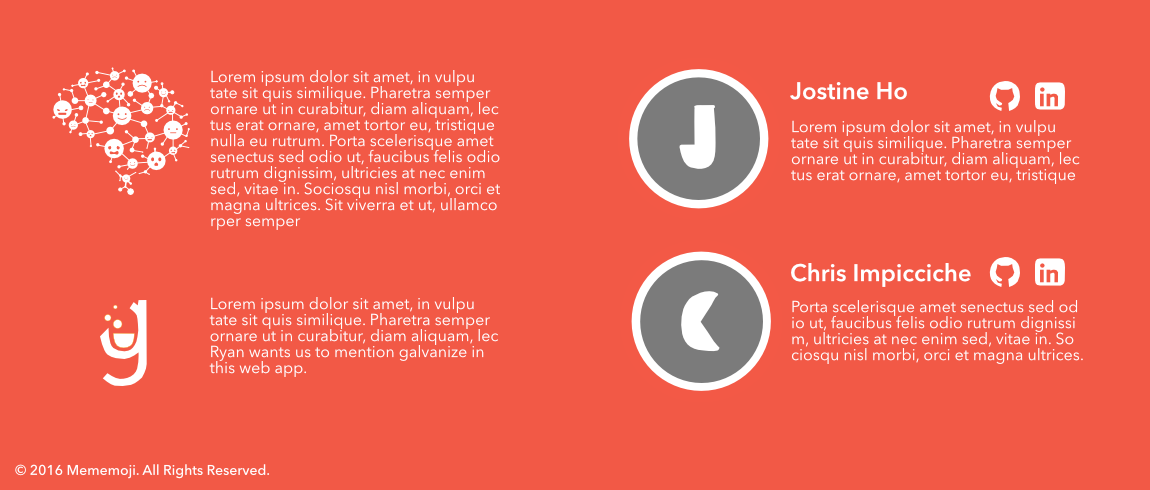 Lorem ipsum dolor sit amet, in vulpu
tate sit quis similique. Pharetra semper
ornare ut in curabitur, diam aliquam, lec
tus erat ornare, amet tortor eu, tristique
nulla eu rutrum. Porta scelerisque amet
senectus sed odio ut, faucibus felis odio
rutrum dignissim, ultricies at nec enim
sed, vitae in. Sociosqu nisl morbi, orci et
magna ultrices. Sit viverra et ut, ullamco
rper semper
g
Lorem ipsum dolor sit amet, in vulpu
tate sit quis similique. Pharetra semper
ornare ut in curabitur, diam aliquam, lec
Ryan wants us to mention galvanize in
this web app.
J
Jostine Ho
in
Lorem ipsum dolor sit amet, in vulpu
tate sit quis similique. Pharetra semper
ornare ut in curabitur, diam aliquam, lec
tus erat ornare, amet tortor eu, tristique
C
Chris Impicciche
in
Porta scelerisque amet senectus sed od
io ut, faucibus felis odio rutrum dignissi
m, ultricies at nec enim sed, vitae in. So
ciosqu nisl morbi, orci et magna ultrices.
© 2016 Mememoji. All Rights Reserved.